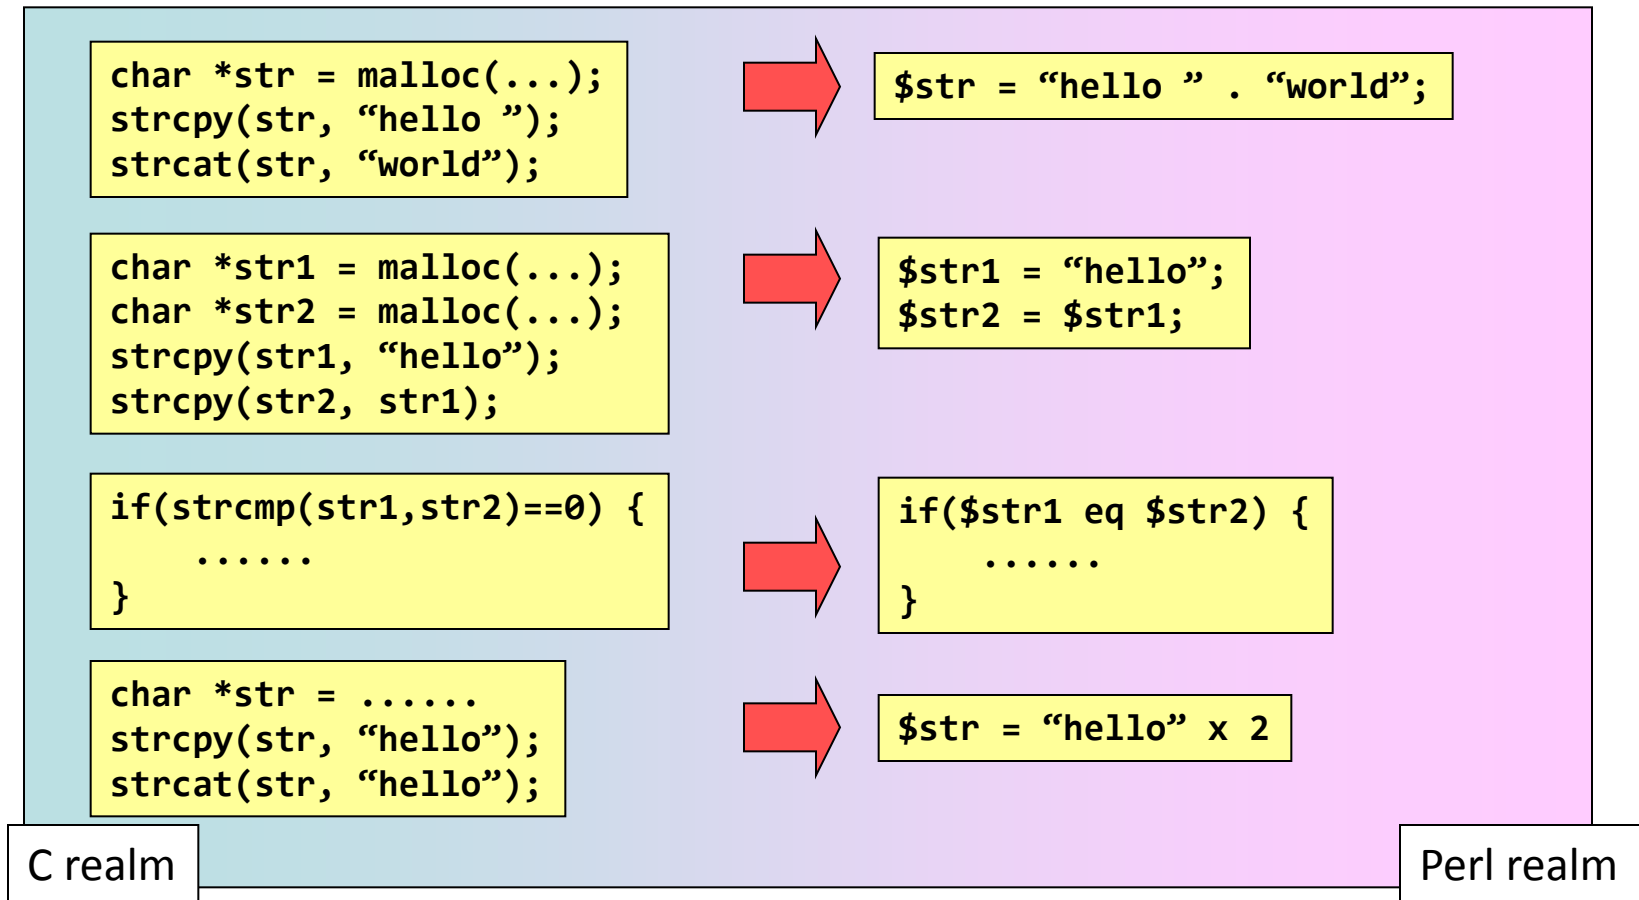 char *str = malloc(...);
strcpy(str, “hello ”);
strcat(str, “world”);
$str = “hello ” . “world”;
char *str1 = malloc(...);
char *str2 = malloc(...);
strcpy(str1, “hello”);
strcpy(str2, str1);
$str1 = “hello”;
$str2 = $str1;
if(strcmp(str1,str2)==0) {
    ......
}
if($str1 eq $str2) {
    ......
}
char *str = ......
strcpy(str, “hello”);
strcat(str, “hello”);
$str = “hello” x 2
C realm
Perl realm